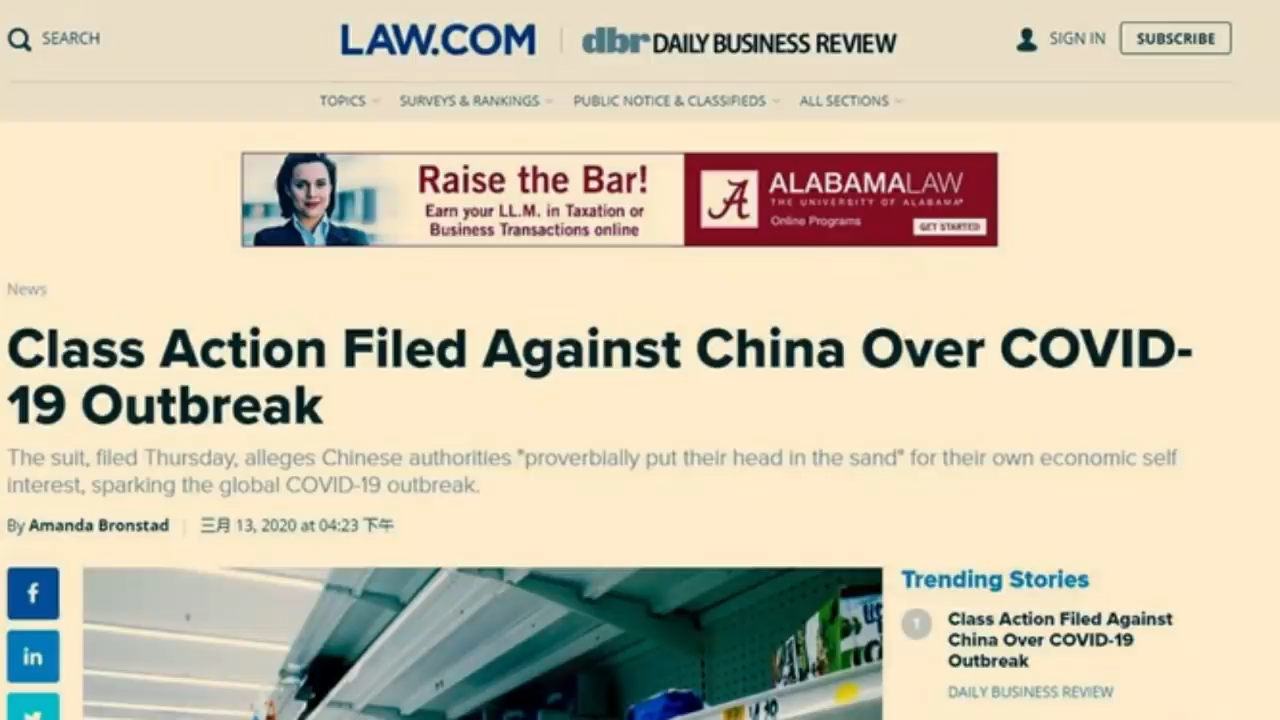 SEARCH
LAW.COM
dbr DAILY BUSINESS REVIEW
SIGN IN
SUBSCRIBE
TOPICS
SURVEYS & RANKINGS
PUBLIC NOTICE & CLASSIFIEDS
ALL SECTIONS
Raise the Bar!
Earn your LL.M. in Taxation or
Business Transactions online
A
ALABAMALAW
THE UNIVERSITY OF ALABAMA®
Online Programs
GET STARTED
News
Class Action Filed Against China Over COVID-
19 Outbreak
The suit, filed Thursday, alleges Chinese authorities "proverbially put their head in the sand" for their own economic self
interest, sparking the global COVID-19 outbreak.
By Amanda Bronstad | 三月 13, 2020 at 04:23 下午
f
in
Trending Stories
1
Class Action Filed Against
China Over COVID-19
Outbreak
DAILY BUSINESS REVIEW